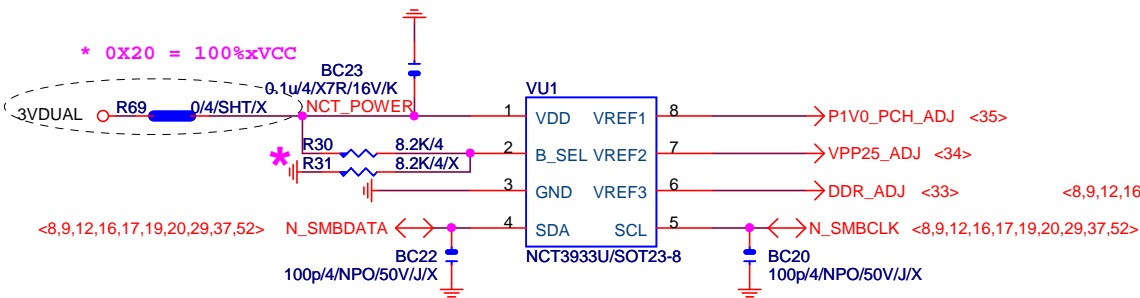 * 0X20 = 100%xVCC
BC23
0.1u/4/X7R/16V/K
VU1
3VDUAL R69 0/4/SHT/X NCT_POWER 1 VDD VREF1 8 P1V0_PCH_ADJ <35>
* R30 8.2K/4 2 B_SEL VREF2 7 VPP25_ADJ <34>
R31 8.2K/4/X
3 GND VREF3 6 DDR_ADJ <33> <8,9,12,16
<8,9,12,16,17,19,20,29,37,52> N_SMBDATA 4 SDA SCL 5 N_SMBCLK <8,9,12,16,17,19,20,29,37,52>
NCT3933U/SOT23-8
BC22
100p/4/NPO/50V/J/X
BC20
100p/4/NPO/50V/J/X